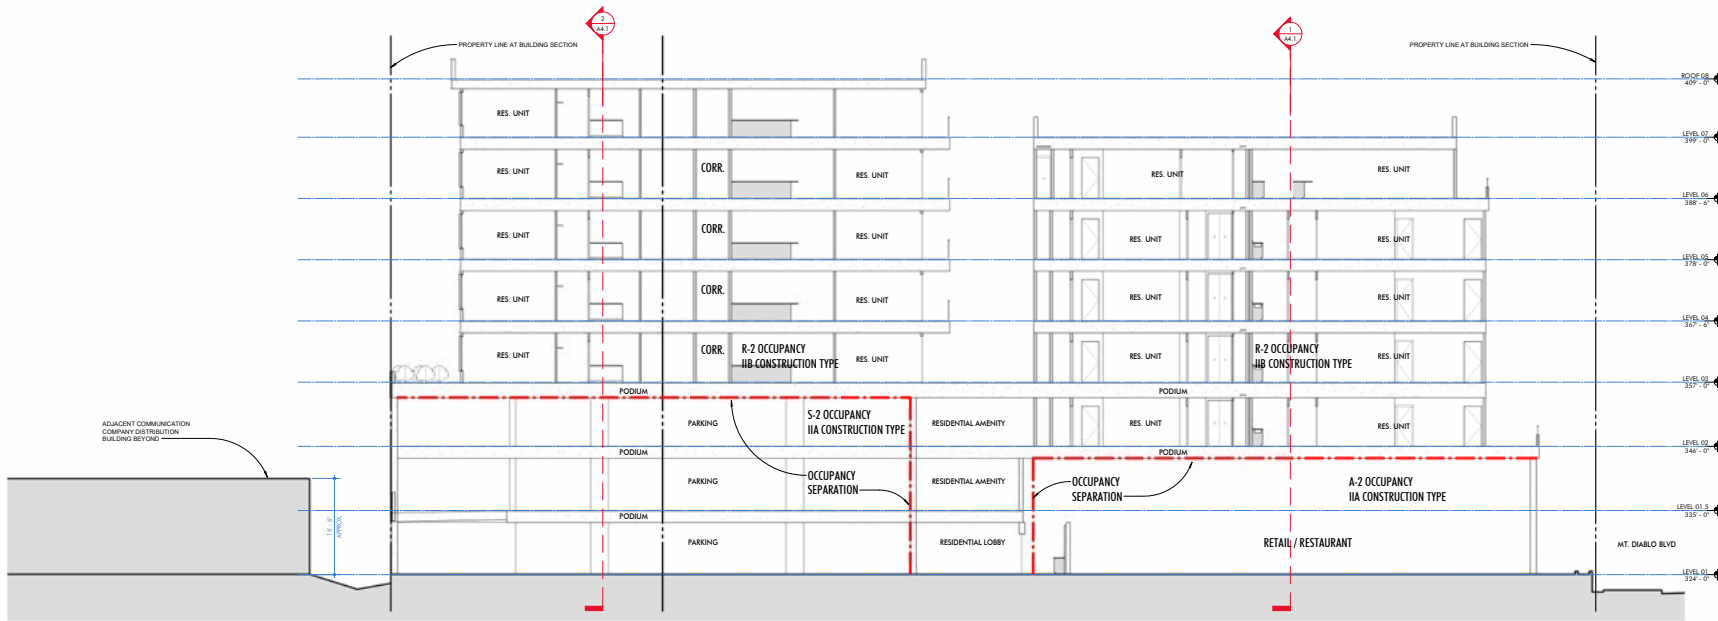 2
A4.1
1
A4.1
PROPERTY LINE AT BUILDING SECTION
PROPERTY LINE AT BUILDING SECTION
ROOF 08
409' - 0"
RES. UNIT
LEVEL 07
399' - 0"
RES. UNIT
CORR.
RES. UNIT
RES. UNIT
RES. UNIT
LEVEL 06
388' - 6"
RES. UNIT
CORR.
RES. UNIT
RES. UNIT
RES. UNIT
LEVEL 05
378' - 0"
RES. UNIT
CORR.
RES. UNIT
RES. UNIT
RES. UNIT
LEVEL 04
367' - 6"
RES. UNIT
CORR.
R-2 OCCUPANCY
IIB CONSTRUCTION TYPE
RES. UNIT
RES. UNIT
R-2 OCCUPANCY
IIB CONSTRUCTION TYPE
RES. UNIT
LEVEL 03
357' - 0"
PODIUM
PODIUM
PARKING
S-2 OCCUPANCY
IIA CONSTRUCTION TYPE
RESIDENTIAL AMENITY
RES. UNIT
RES. UNIT
ADJACENT COMMUNICATION
COMPANY DISTRIBUTION
BUILDING BEYOND
LEVEL 02
346' - 0"
PODIUM
PODIUM
PARKING
OCCUPANCY
SEPARATION
RESIDENTIAL AMENITY
OCCUPANCY
SEPARATION
A-2 OCCUPANCY
IIA CONSTRUCTION TYPE
LEVEL 01.5
335' - 0"
PODIUM
16' - 6"
APPROX.
PARKING
RESIDENTIAL LOBBY
RETAIL / RESTAURANT
MT. DIABLO BLVD
LEVEL 01
324' - 0"